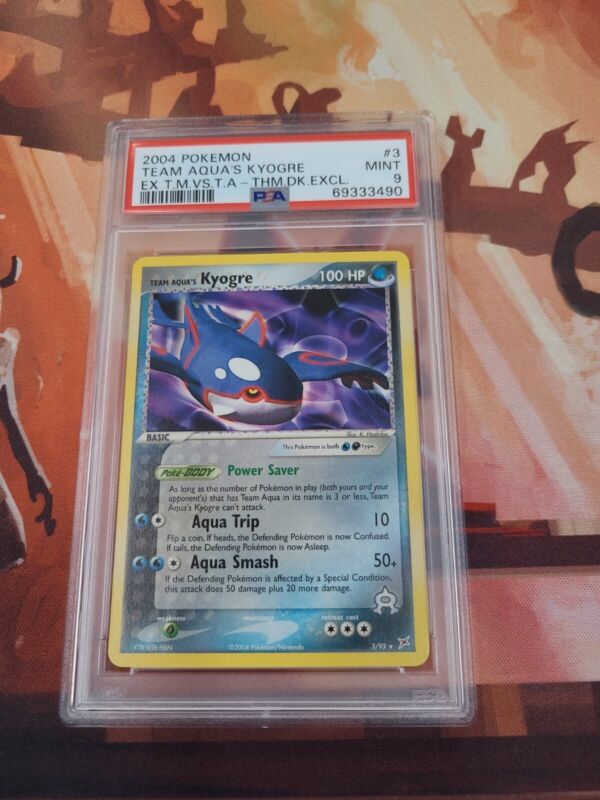 2004 POKEMON #3
TEAM AQUA'S KYOGRE MINT
EX T.M.VS.T.A - THM.DK.EXCL. 9
PSA 69333490
TEAM AQUA'S Kyogre 100 HP
BASIC
This Pokémon is both type.
Poké-BODY Power Saver
As long as the number of Pokémon in play (both yours and your
opponent's) that has Team Aqua in its name is 3 or less, Team
Aqua's Kyogre can't attack.
Aqua Trip 10
Flip a coin. If heads, the Defending Pokémon is now Confused.
If tails, the Defending Pokémon is now Asleep.
Aqua Smash 50+
If the Defending Pokémon is affected by a Special Condition,
this attack does 50 damage plus 20 more damage.
weakness resistance retreat cost
©2004 Pokémon/Nintendo 3/95 ★